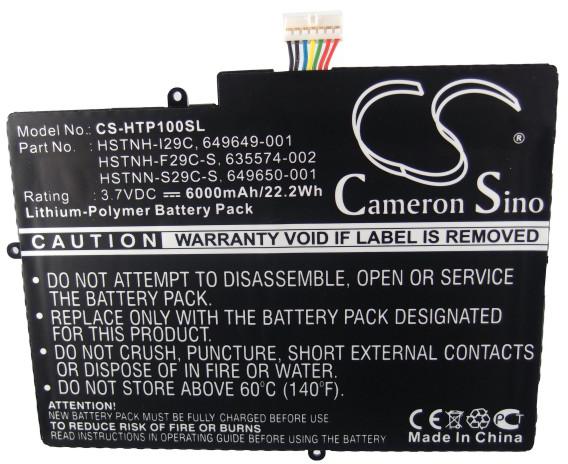 Model No.: CS-HTP100SL
Part No. : HSTNH-I29C, 649649-001
HSTNH-F29C-S, 635574-002
HSTNN-S29C-S, 649650-001
Rating : 3.7VDC 6000mAh/22.2Wh
Lithium-Polymer Battery Pack
CS
®
Cameron Sino
CAUTION WARRANTY VOID IF LABEL IS REMOVED
• DO NOT ATTEMPT TO DISASSEMBLE, OPEN OR SERVICE
THE BATTERY PACK.
• REPLACE ONLY WITH THE BATTERY PACK DESIGNATED
FOR THIS PRODUCT.
• DO NOT CRUSH, PUNCTURE, SHORT EXTERNAL CONTACTS
OR DISPOSE OF IN FIRE OR WATER.
• DO NOT STORE ABOVE 60°C (140°F).
ATTENTION!
NEW BATTERY PACK MUST BE FULLY CHARGED BEFORE USE
TO REDUCE RISK OF FIRE OR BURNS.
READ INSTRUCTIONS IN OPERATING MANUAL SUPPLIED BY MANUFACTURER
CE
Made In China